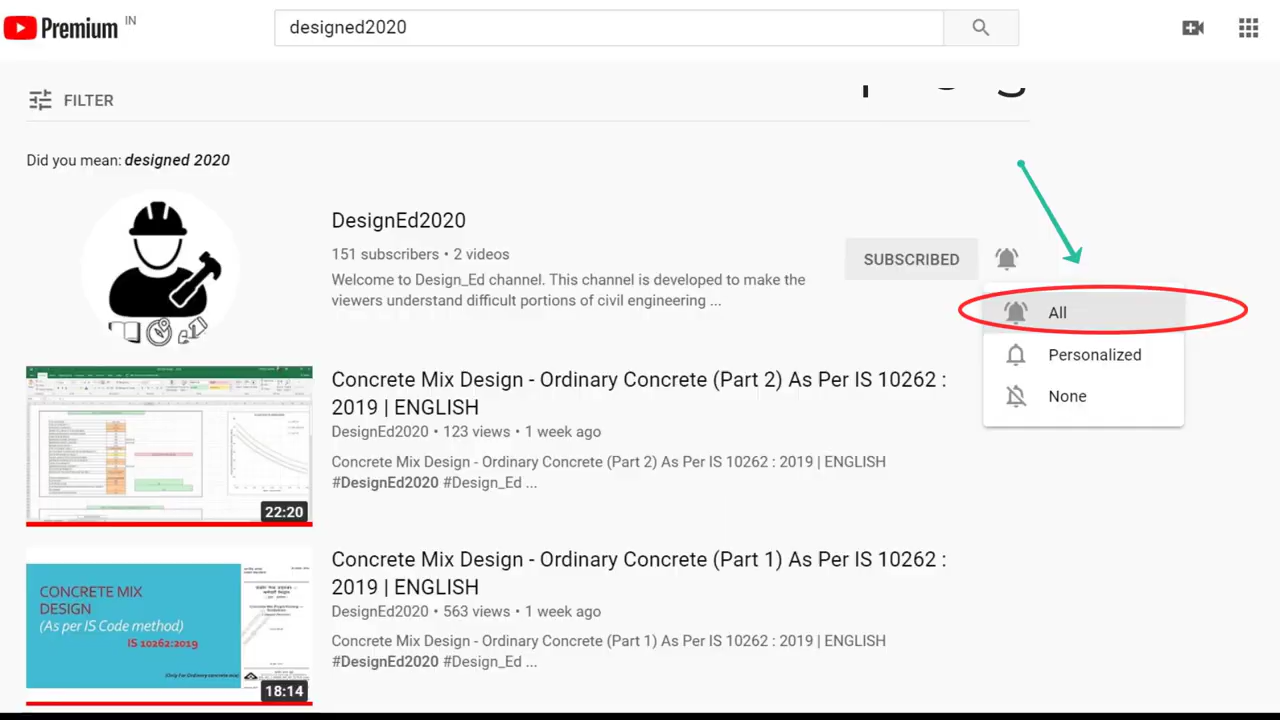 Premium IN
designed2020
FILTER
Did you mean: designed 2020
DesignEd2020
151 subscribers • 2 videos
SUBSCRIBED
Welcome to Design_Ed channel. This channel is developed to make the
viewers understand difficult portions of civil engineering ...
All
Personalized
None
Concrete Mix Design - Ordinary Concrete (Part 2) As Per IS 10262 :
2019 | ENGLISH
DesignEd2020 • 123 views • 1 week ago
Concrete Mix Design - Ordinary Concrete (Part 2) As Per IS 10262 : 2019 | ENGLISH
#DesignEd2020 #Design_Ed ...
22:20
Concrete Mix Design - Ordinary Concrete (Part 1) As Per IS 10262 :
2019 | ENGLISH
DesignEd2020 • 563 views • 1 week ago
Concrete Mix Design - Ordinary Concrete (Part 1) As Per IS 10262 : 2019 | ENGLISH
#DesignEd2020 #Design_Ed ...
CONCRETE MIX
DESIGN
(As per IS Code method)
IS 10262:2019
18:14